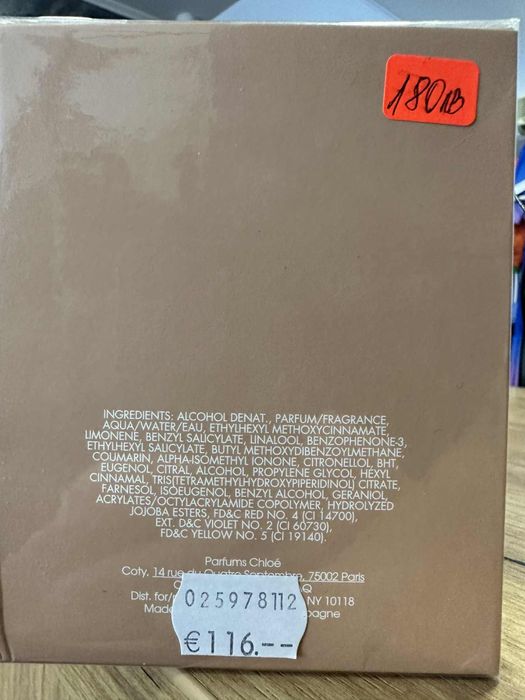 180лв
INGREDIENTS: ALCOHOL DENAT., PARFUM/FRAGRANCE,
AQUA/WATER/EAU, ETHYLHEXYL METHOXYCINNAMATE,
LIMONENE, BENZYL SALICYLATE, LINALOOL, BENZOPHENONE-3,
ETHYLHEXYL SALICYLATE, BUTYL METHOXYDIBENZOYLMETHANE,
COUMARIN, ALPHA-ISOMETHYL IONONE, CITRONELLOL, BHT,
EUGENOL, CITRAL, ALCOHOL, PROPYLENE GLYCOL, HEXYL
CINNAMAL, TRIS(TETRAMETHYLHYDROXYPIPERIDINOL) CITRATE,
FARNESOL, ISOEUGENOL, BENZYL ALCOHOL, GERANIOL,
ACRYLATES/OCTYLACRYLAMIDE COPOLYMER, HYDROLYZED
JOJOBA ESTERS, FD&C RED NO. 4 (CI 14700),
EXT. D&C VIOLET NO. 2 (CI 60730),
FD&C YELLOW NO. 5 (CI 19140).
Parfums Chloé
Coty, 14 rue du Quatre Septembre, 75002 Paris
Dist. for/ NY 10118
Made
025978112
€116.--